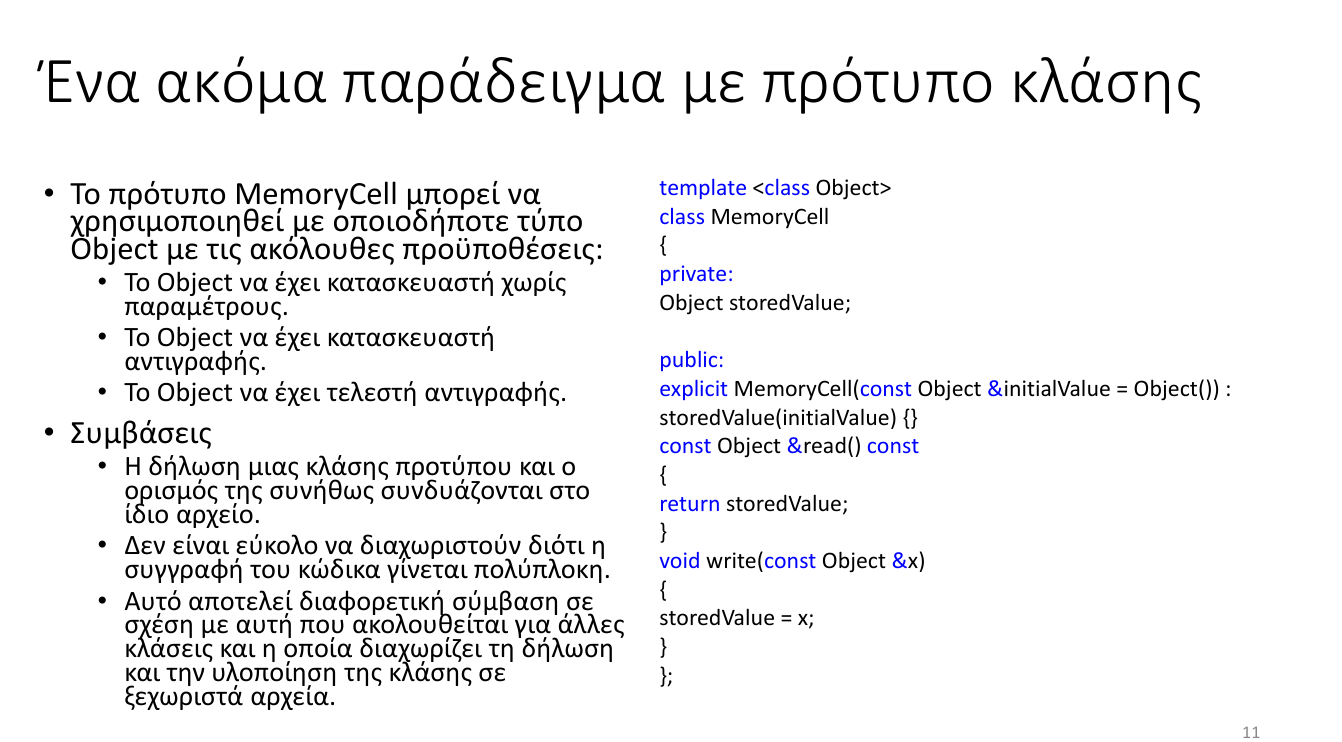 Ένα ακόμα παράδειγμα με πρότυπο κλάσης
• Το πρότυπο MemoryCell μπορεί να
χρησιμοποιηθεί με οποιοδήποτε τύπο
Object με τις ακόλουθες προϋποθέσεις:
• Το Object να έχει κατασκευαστή χωρίς
παραμέτρους.
• Το Object να έχει κατασκευαστή
αντιγραφής.
• Το Object να έχει τελεστή αντιγραφής.
• Συμβάσεις
• Η δήλωση μιας κλάσης προτύπου και ο
ορισμός της συνήθως συνδυάζονται στο
ίδιο αρχείο.
• Δεν είναι εύκολο να διαχωριστούν διότι η
συγγραφή του κώδικα γίνεται πολύπλοκη.
• Αυτό αποτελεί διαφορετική σύμβαση σε
σχέση με αυτή που ακολουθείται για άλλες
κλάσεις και η οποία διαχωρίζει τη δήλωση
και την υλοποίηση της κλάσης σε
ξεχωριστά αρχεία.
template <class Object>
class MemoryCell
{
private:
Object storedValue;
public:
explicit MemoryCell(const Object &initialValue = Object()) :
storedValue(initialValue) {}
const Object &read() const
{
return storedValue;
}
void write(const Object &x)
{
storedValue = x;
}
};
11